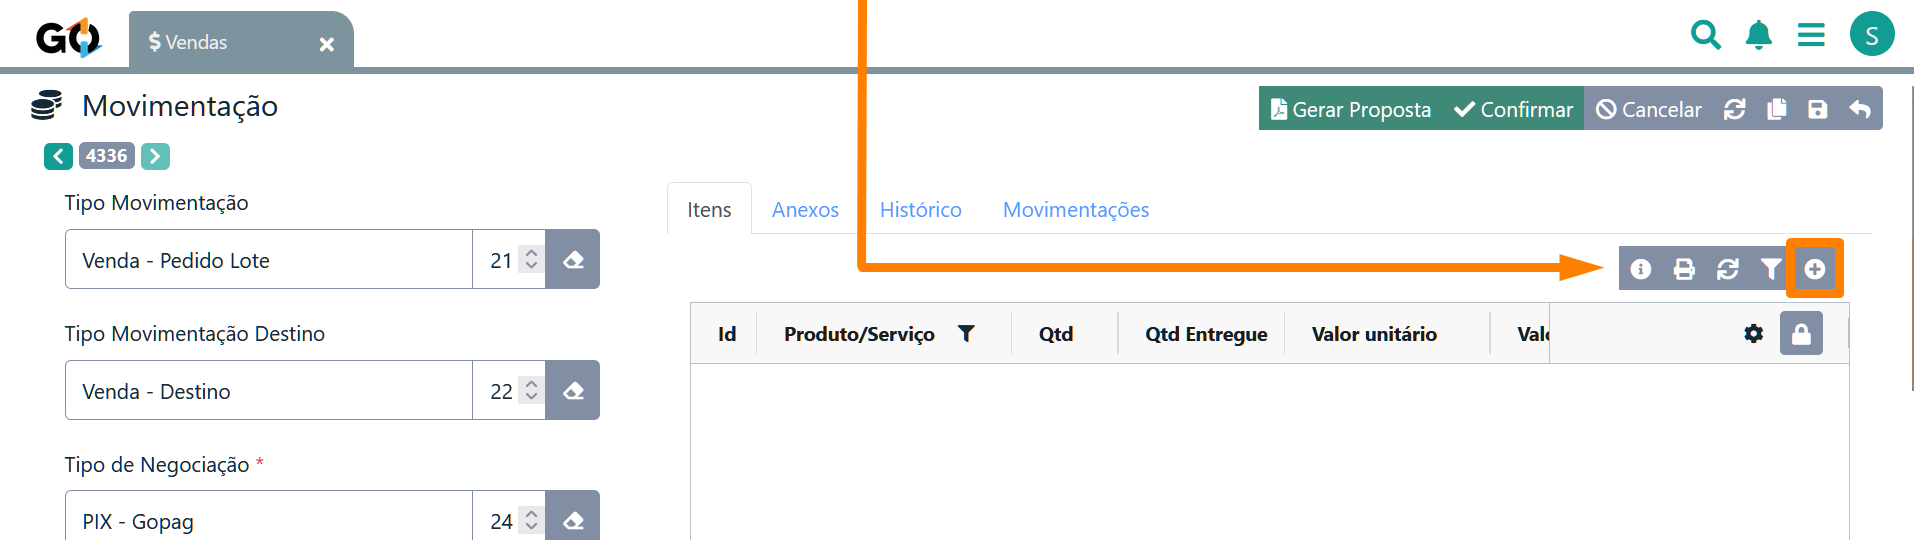 GO
$ Vendas ×
S
Movimentação
Gerar Proposta Confirmar Cancelar
4336
Tipo Movimentação
Venda - Pedido Lote 21
Tipo Movimentação Destino
Venda - Destino 22
Tipo de Negociação *
PIX - Gopag 24
Itens Anexos Histórico Movimentações
Id Produto/Serviço Qtd Qtd Entregue Valor unitário